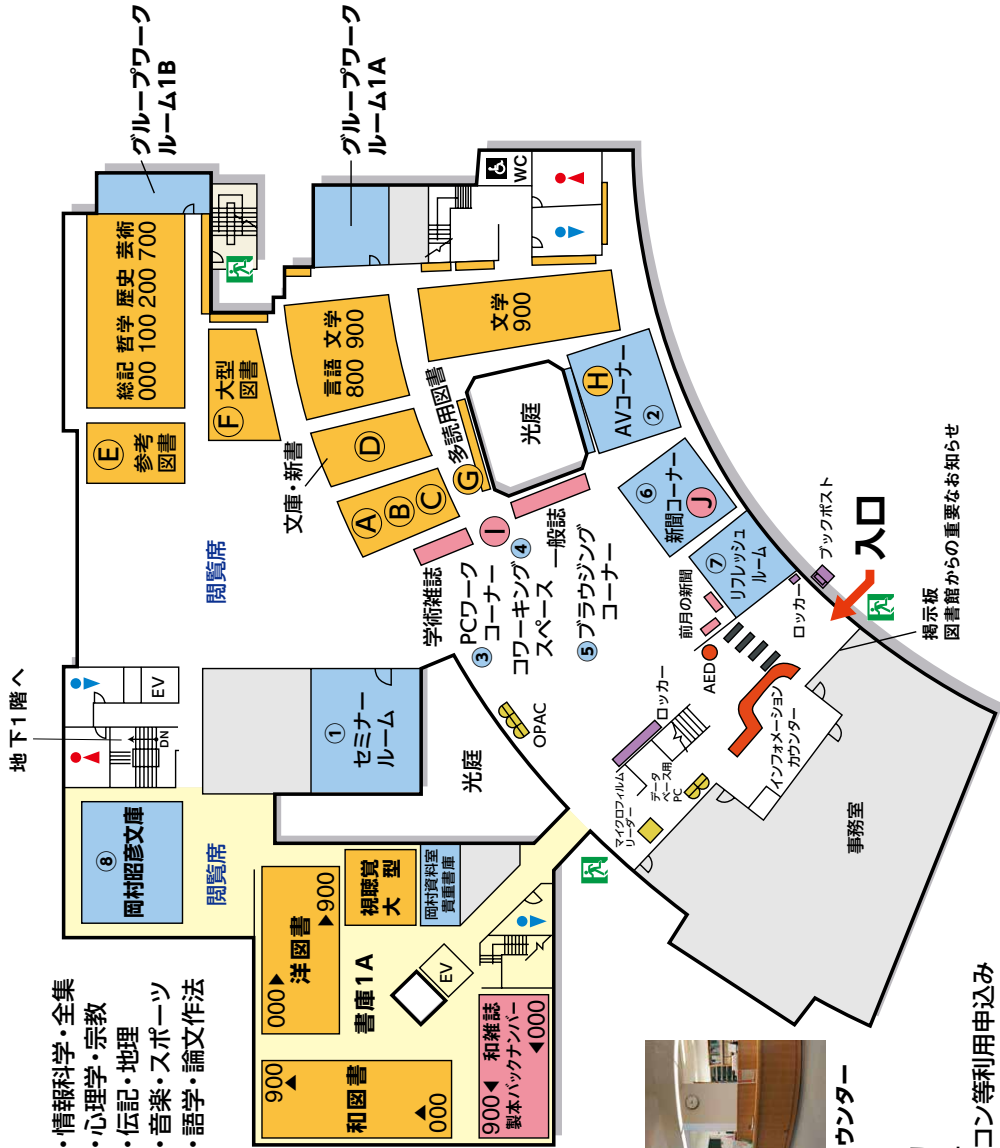 グループワーク
ルーム1B
グループワーク
ルーム1A
地下1階へ
DN
EV
WC
総記 哲学 歴史 芸術
000 100 200 700
E
参考
図書
F 大型
図書
言語 文学
800 900
文学
900
文庫・新書
D
A
B
C
G 多読用図書
光庭
H
AVコーナー
②
閲覧席
学術雑誌
I
一般誌
③ PCワーク
コーナー
コワーキング ④
スペース
⑤ ブラウジング
コーナー
⑥
新聞コーナー
J
⑦
リフレッシュ
ルーム
前月の新聞
ロッカー
ブックポスト
入口
掲示板
図書館からの重要なお知らせ
AED
インフォメーション
カウンター
ロッカー
OPAC
マイクロフィルム
リーダー
データ
ベース用
PC
事務室
①
セミナー
ルーム
光庭
⑧
岡村昭彦文庫
閲覧席
000▶ 洋図書 ▶900
視聴覚
大 型
岡村資料室
貴重書庫
書庫1A
EV
900▲
和図書
▲000
900◀ 和雑誌 ◀000
製本バックナンバー
・情報科学・全集
・心理学・宗教
・伝記・地理
・音楽・スポーツ
・語学・論文作法
ウンター
コン等利用申込み